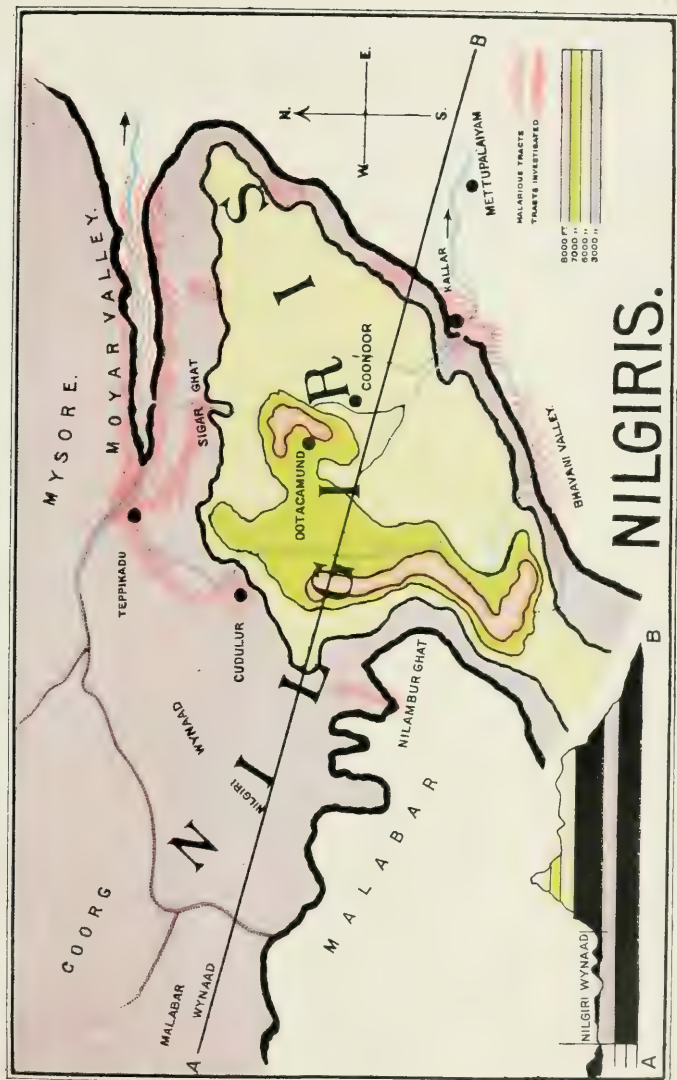 MYSORE.
MOYAR VALLEY.
COORG
TEPPIKADU
SIGAR GHAT
N.
W.
E.
S.
CUDULUR
WYNAAD
NILGIRI
MALABAR
WYNAAD
NILGIRIS
OOTACAMUND
COONOOR
A
B
METTUPALAIYAM
KALLAR
NILAMBUR GHAT
MALABAR
BHAVANI VALLEY.
MALARIOUS TRACTS
TRACTS INVESTIGATED
8000 FT.
7000 "
6000 "
3000 "
NILGIRI WYNAAD
A
B
NILGIRIS.